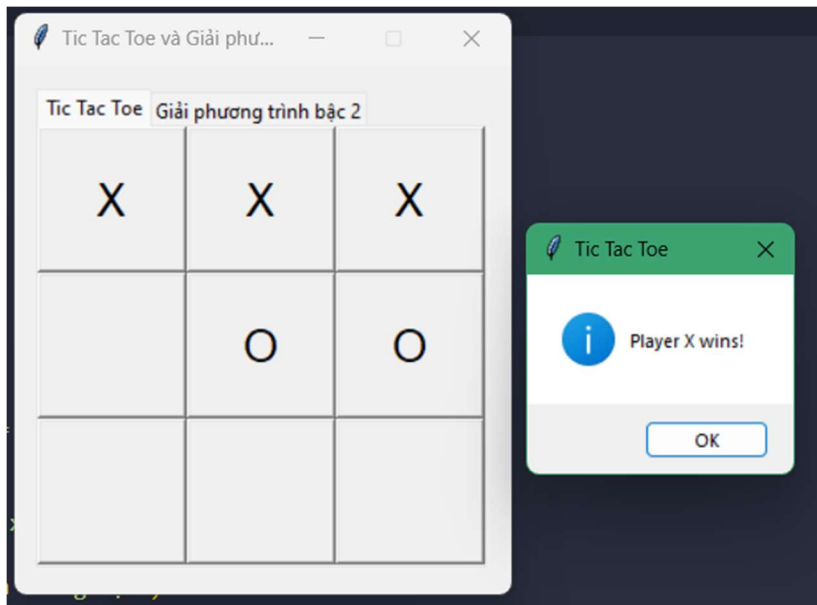 Tic Tac Toe và Giải phư...
Tic Tac Toe
Giải phương trình bậc 2
X X X
O O
Tic Tac Toe
Player X wins!
OK